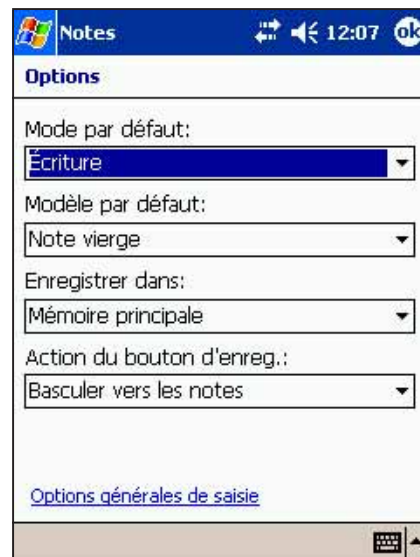 Notes 12:07 ok
Options
Mode par défaut:
Écriture
Modèle par défaut:
Note vierge
Enregistrer dans:
Mémoire principale
Action du bouton d'enreg.:
Basculer vers les notes
Options générales de saisie